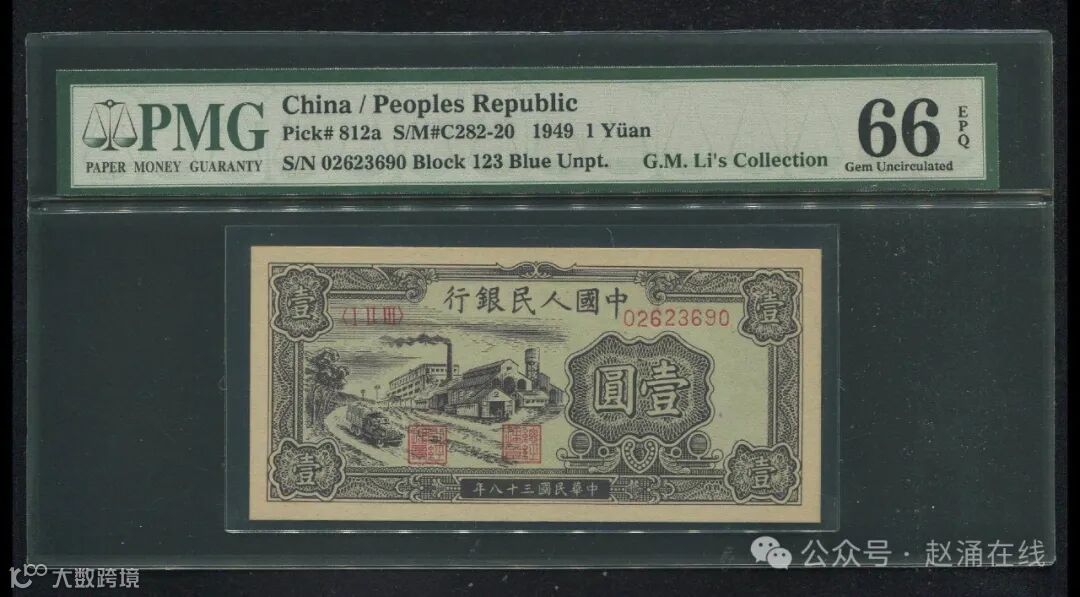 PMG
PAPER MONEY GUARANTY
China / Peoples Republic
Pick# 812a S/M#C282-20 1949 1 Yüan
S/N 02623690 Block 123 Blue Unpt. G.M. Li's Collection
66 EPQ
Gem Uncirculated
行銀民人國中
壹
壹
(I II III)
02623690
圓壹
壹
壹
年八十三國民華中
公众号 · 赵涌在线
大数跨境